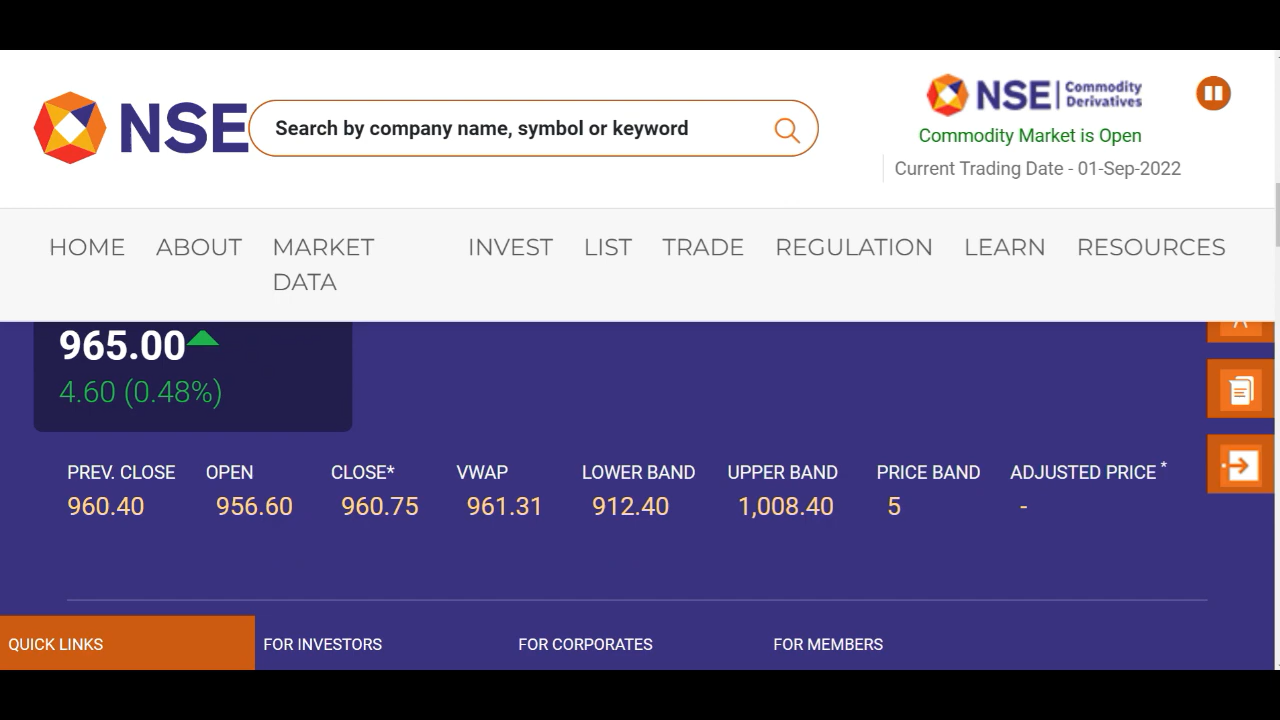 NSE
Search by company name, symbol or keyword
NSE | Commodity Derivatives
Commodity Market is Open
Current Trading Date - 01-Sep-2022
HOME ABOUT MARKET DATA INVEST LIST TRADE REGULATION LEARN RESOURCES
965.00
4.60 (0.48%)
PREV. CLOSE OPEN CLOSE* VWAP LOWER BAND UPPER BAND PRICE BAND ADJUSTED PRICE*
960.40 956.60 960.75 961.31 912.40 1,008.40 5 -
QUICK LINKS FOR INVESTORS FOR CORPORATES FOR MEMBERS